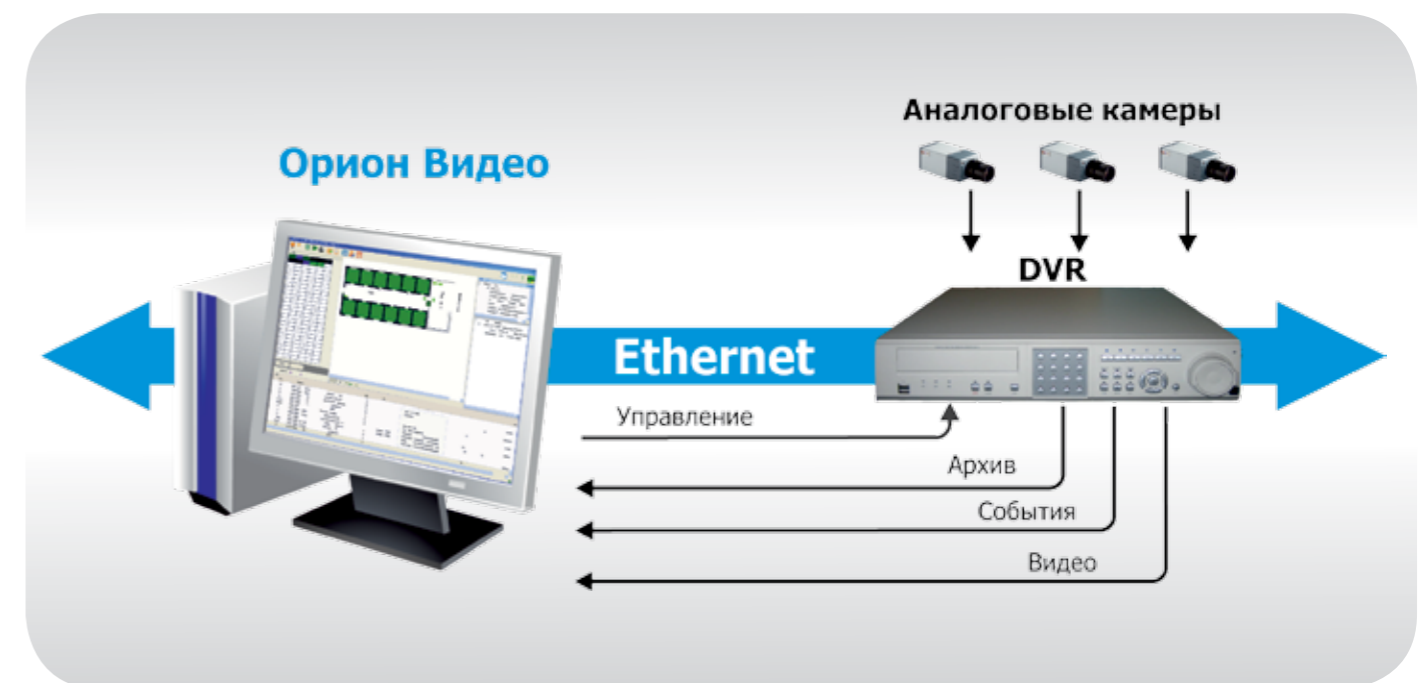 Аналоговые камеры
Орион Видео
DVR
Ethernet
Управление
Архив
События
Видео